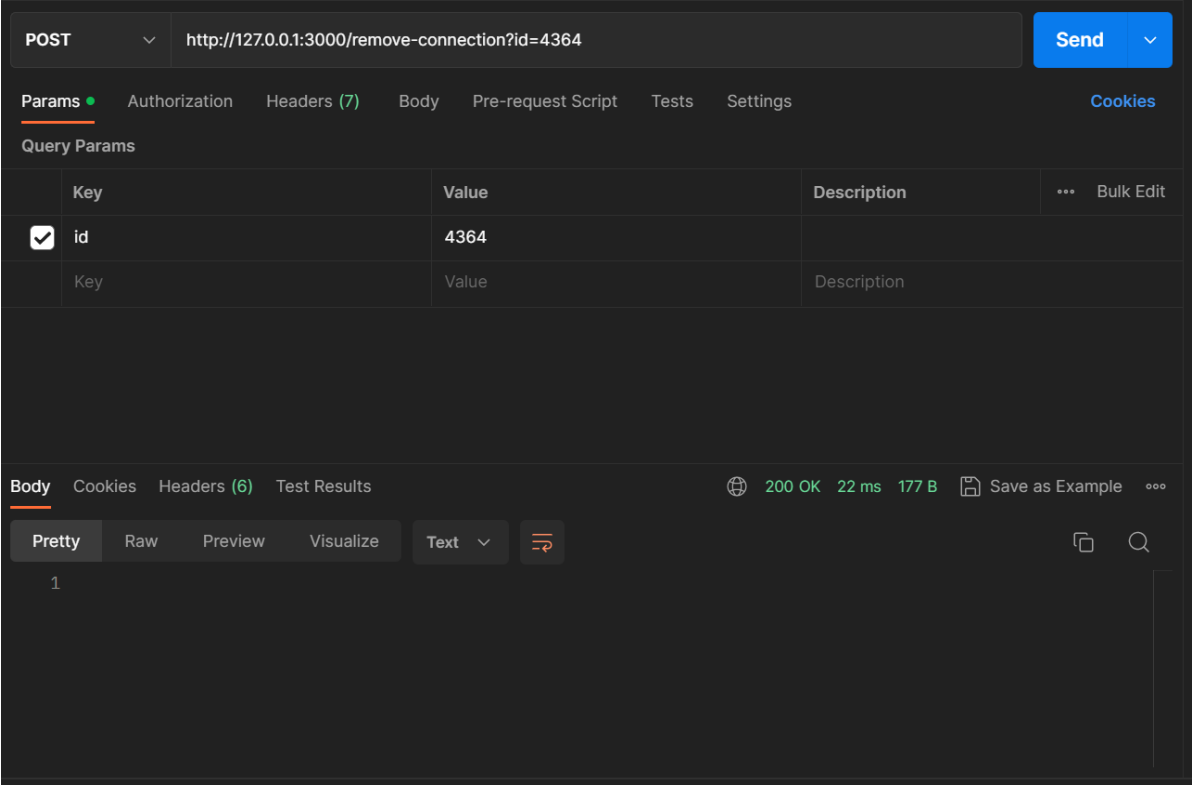 POST http://127.0.0.1:3000/remove-connection?id=4364 Send
Params Authorization Headers (7) Body Pre-request Script Tests Settings Cookies
Query Params
Key Value Description Bulk Edit
id 4364
Key Value Description
Body Cookies Headers (6) Test Results 200 OK 22 ms 177 B Save as Example
Pretty Raw Preview Visualize Text
1